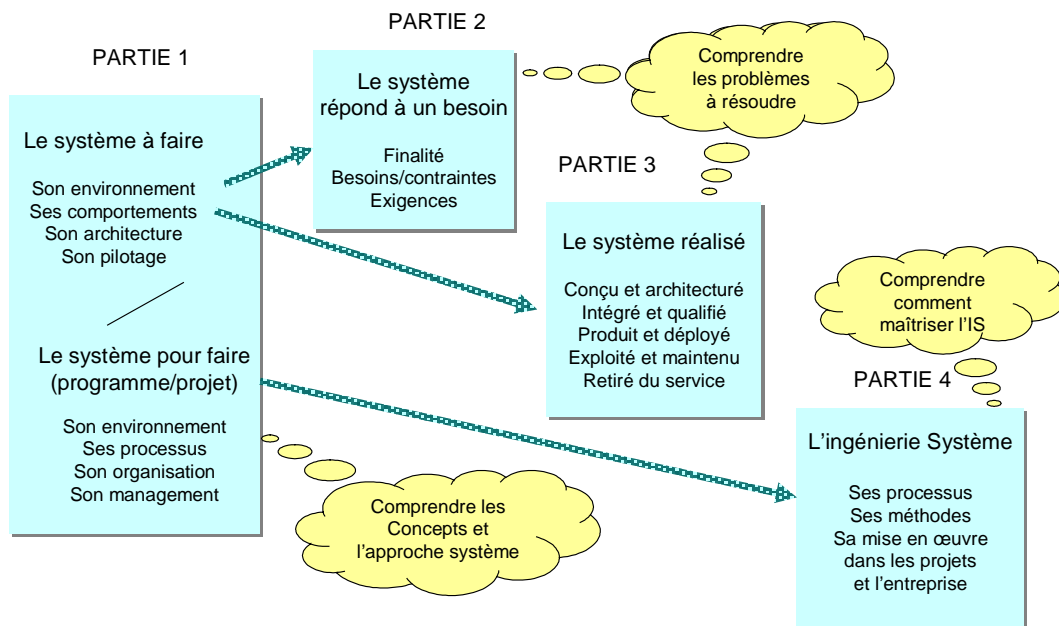 PARTIE 1
Le système à faire
Son environnement
Ses comportements
Son architecture
Son pilotage
Le système pour faire
(programme/projet)
Son environnement
Ses processus
Son organisation
Son management
Comprendre les
Concepts et
l'approche système
PARTIE 2
Le système
répond à un besoin
Finalité
Besoins/contraintes
Exigences
Comprendre
les problèmes
à résoudre
PARTIE 3
Le système réalisé
Conçu et architecturé
Intégré et qualifié
Produit et déployé
Exploité et maintenu
Retiré du service
Comprendre
comment
maîtriser l'IS
PARTIE 4
L'ingénierie Système
Ses processus
Ses méthodes
Sa mise en œuvre
dans les projets
et l'entreprise